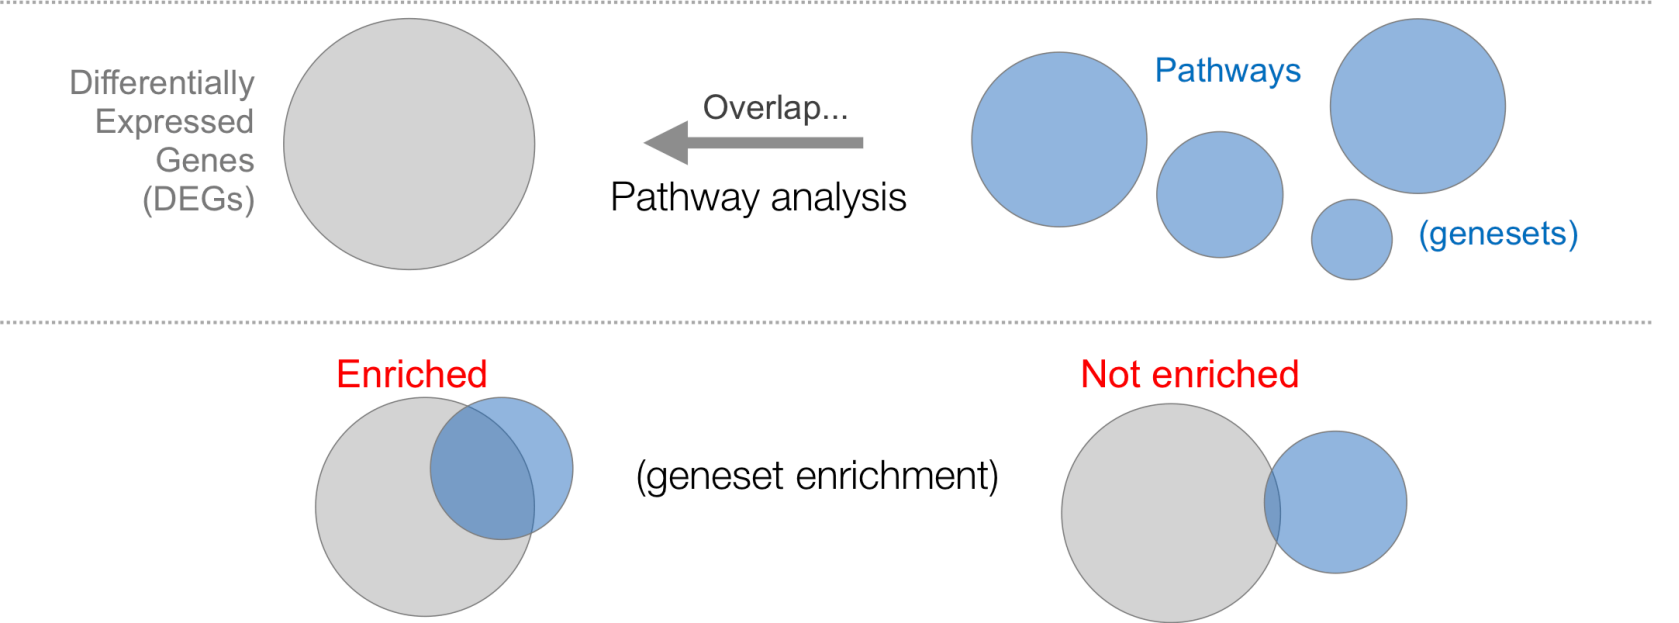 Differentially
Expressed
Genes
(DEGs)
Overlap...
Pathway analysis
Pathways
(genesets)
Enriched
(geneset enrichment)
Not enriched